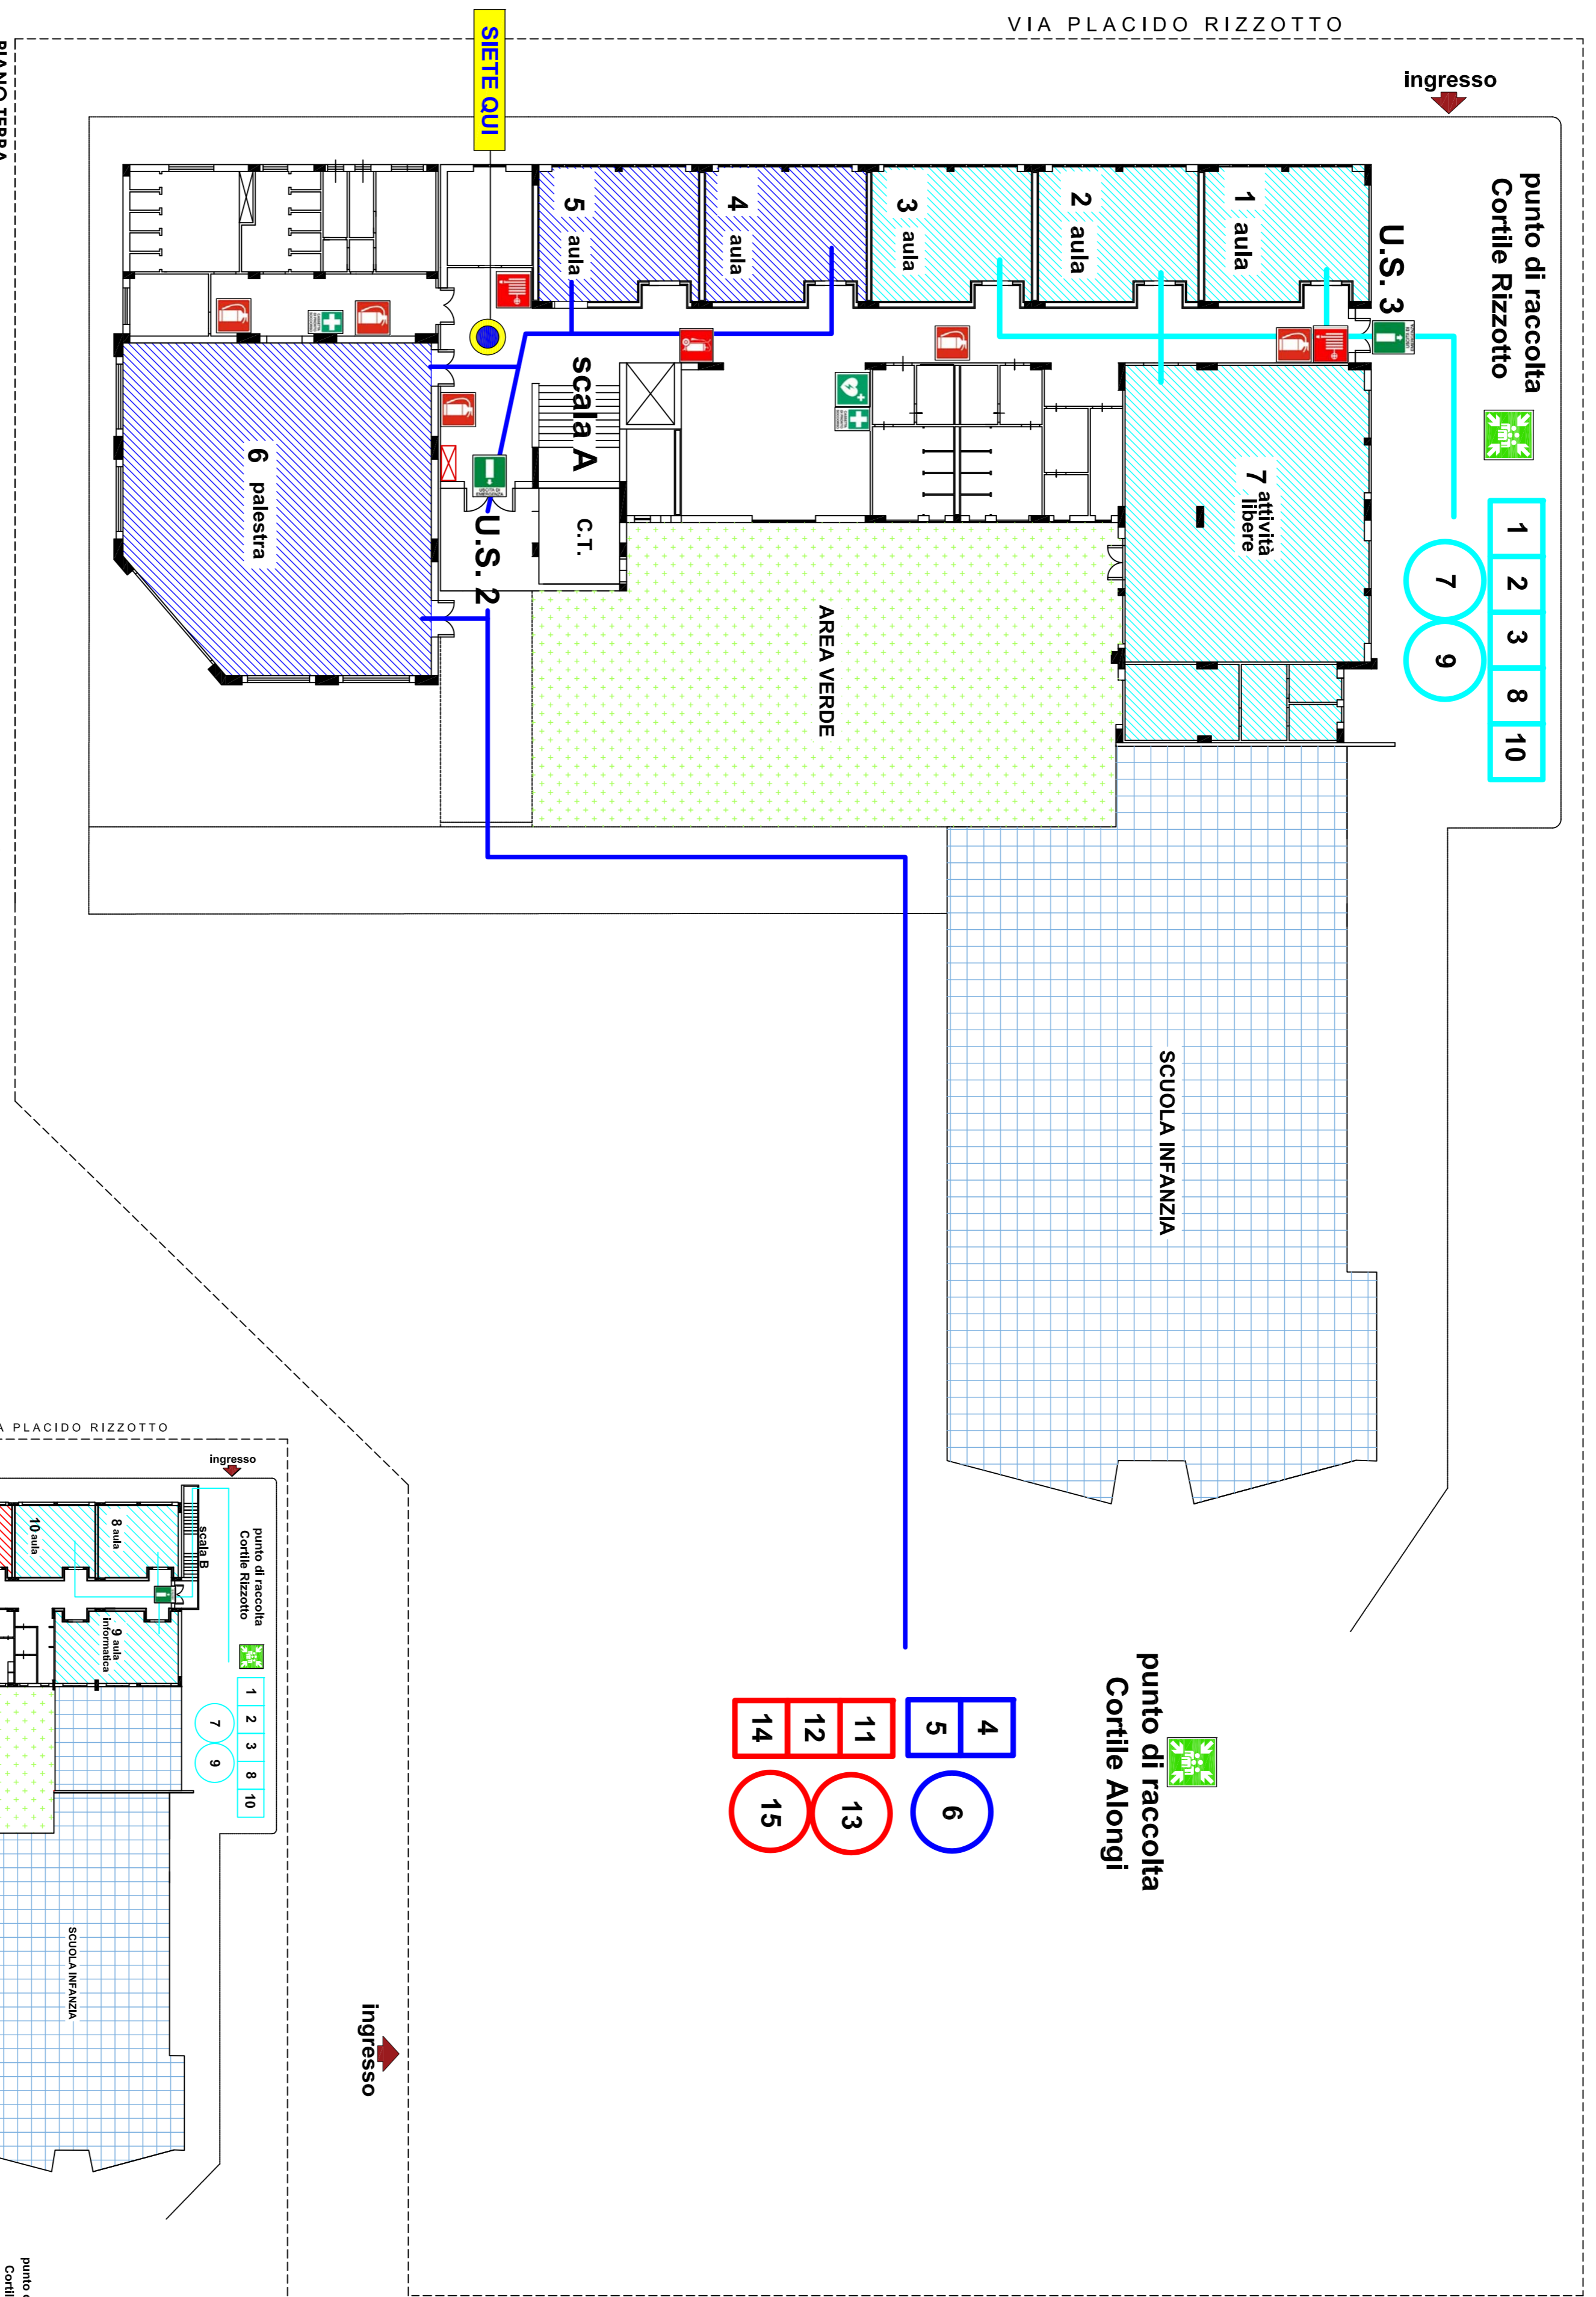 VIA PLACIDO RIZZOTTO
ingresso
SIETE QUI
punto di raccolta
Cortile Rizzotto
U.S. 3
1
aula
2
aula
3
aula
4
aula
5
aula
1
2
3
8
10
7
9
scala A
C.T.
U.S. 2
6 palestra
7 attività
libere
AREA VERDE
SCUOLA INFANZIA
punto di raccolta
Cortile Alongi
4
5
6
11
12
14
13
15
ingresso
PIANO TERRA
A PLACIDO RIZZOTTO
ingresso
scala B
punto di raccolta
Cortile Rizzotto
10 aula
8 aula
9 aula
informatica
1
2
3
8
10
7
9
SCUOLA INFANZIA
punto
Cortil